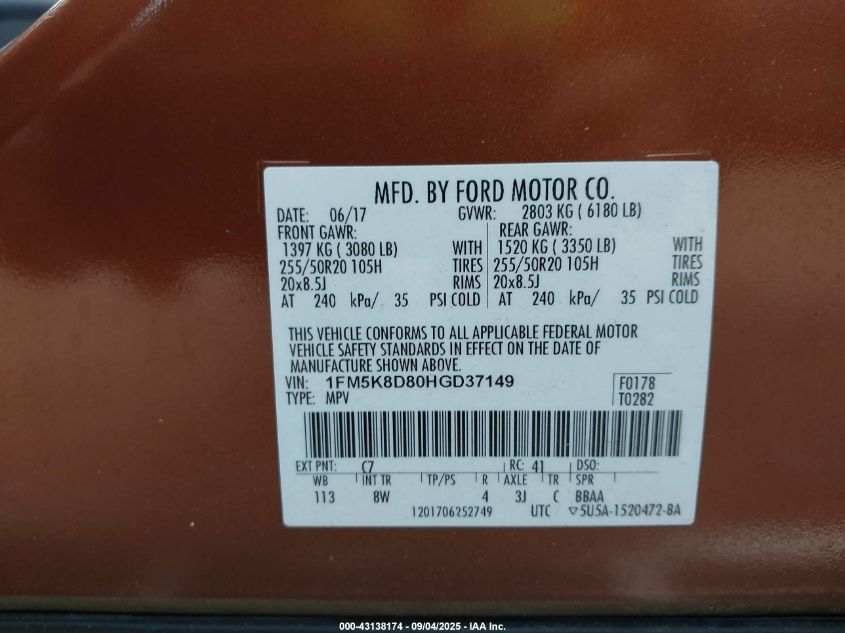 MFD. BY FORD MOTOR CO.
DATE: 06/17 GVWR: 2803 KG ( 6180 LB)
FRONT GAWR: REAR GAWR:
1397 KG ( 3080 LB) WITH 1520 KG ( 3350 LB) WITH
255/50R20 105H TIRES 255/50R20 105H TIRES
20x8.5J RIMS 20x8.5J RIMS
AT 240 kPa/ 35 PSI COLD AT 240 kPa/ 35 PSI COLD
THIS VEHICLE CONFORMS TO ALL APPLICABLE FEDERAL MOTOR
VEHICLE SAFETY STANDARDS IN EFFECT ON THE DATE OF
MANUFACTURE SHOWN ABOVE.
VIN: 1FM5K8D80HGD37149 F0178
TYPE: MPV T0282
EXT PNT: C7 RC: 41 DSO:
WB INT TR TP/PS R AXLE TR SPR
113 8W 4 3J C BBAA
1201706252749 UTC ▽5U5A-1520472-BA
000-43138174 - 09/04/2025 - IAA Inc.